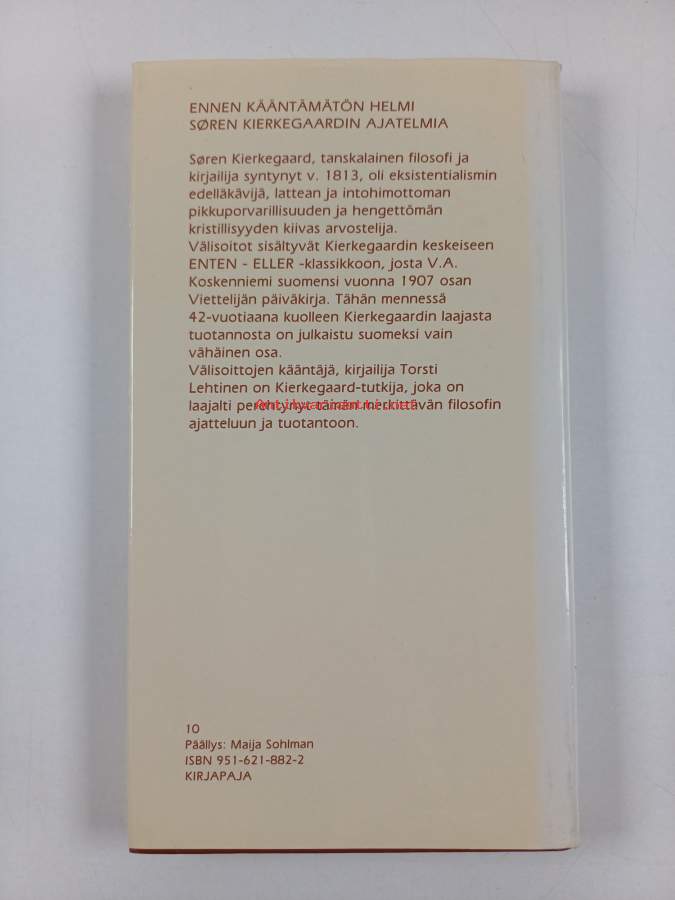 ENNEN KÄÄNTÄMÄTÖN HELMI
SØREN KIERKEGAARDIN AJATELMIA
Søren Kierkegaard, tanskalainen filosofi ja
kirjailija syntynyt v. 1813, oli eksistentialismin
edelläkävijä, lattean ja intohimottoman
pikkuporvarillisuuden ja hengettömän
kristillisyyden kiivas arvostelija.
Välisoitot sisältyvät Kierkegaardin keskeiseen
ENTEN - ELLER -klassikkoon, josta V.A.
Koskenniemi suomensi vuonna 1907 osan
Viettelijän päiväkirja. Tähän mennessä
42-vuotiaana kuolleen Kierkegaardin laajasta
tuotannosta on julkaistu suomeksi vain
vähäinen osa.
Välisoittojen kääntäjä, kirjailija Torsti
Lehtinen on Kierkegaard-tutkija, joka on
laajalti perehtynyt tämän merkittävän filosofin
ajatteluun ja tuotantoon.
10
Päällys: Maija Sohlman
ISBN 951-621-882-2
KIRJAPAJA